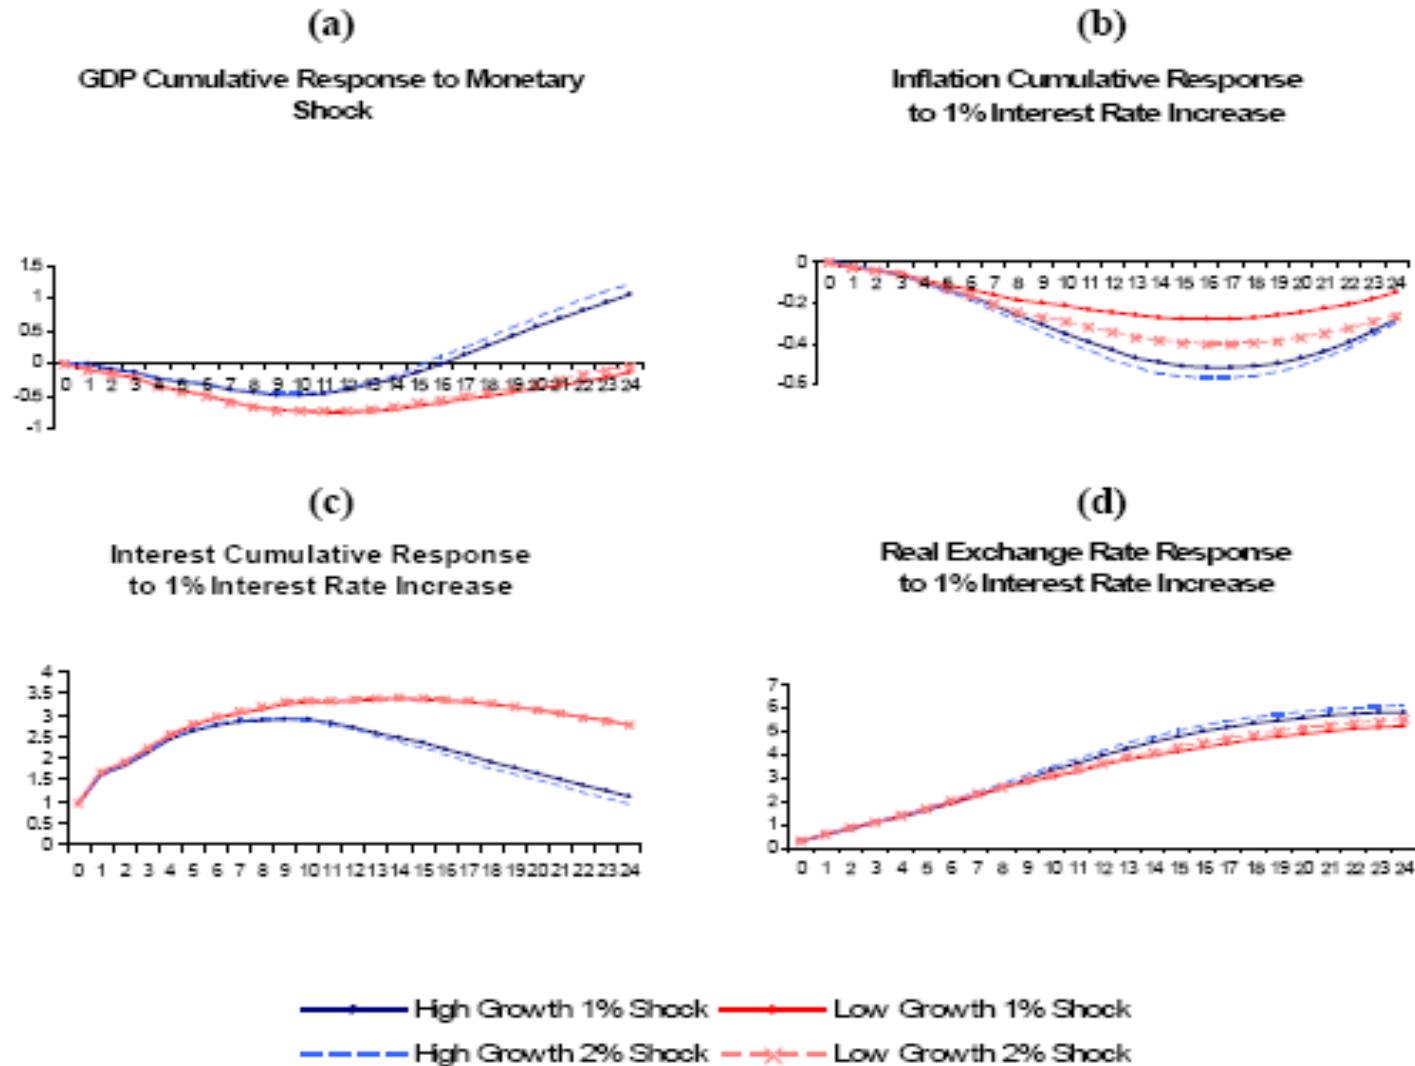 (a)
GDP Cumulative Response to Monetary
Shock
1.5
1
0.5
0
-0.5
-1
0 1 2 3 4 5 6 7 8 9 10 11 12 13 14 15 16 17 18 19 20 21 22 23 24
(b)
Inflation Cumulative Response
to 1% Interest Rate Increase
0
-0.2
-0.4
-0.6
0 1 2 3 4 5 6 7 8 9 10 11 12 13 14 15 16 17 18 19 20 21 22 23 24
(c)
Interest Cumulative Response
to 1% Interest Rate Increase
4
3.5
3
2.5
2
1.5
1
0.5
0
0 1 2 3 4 5 6 7 8 9 10 11 12 13 14 15 16 17 18 19 20 21 22 23 24
(d)
Real Exchange Rate Response
to 1% Interest Rate Increase
7
6
5
4
3
2
1
0
0 1 2 3 4 5 6 7 8 9 10 11 12 13 14 15 16 17 18 19 20 21 22 23 24
High Growth 1% Shock Low Growth 1% Shock
High Growth 2% Shock Low Growth 2% Shock